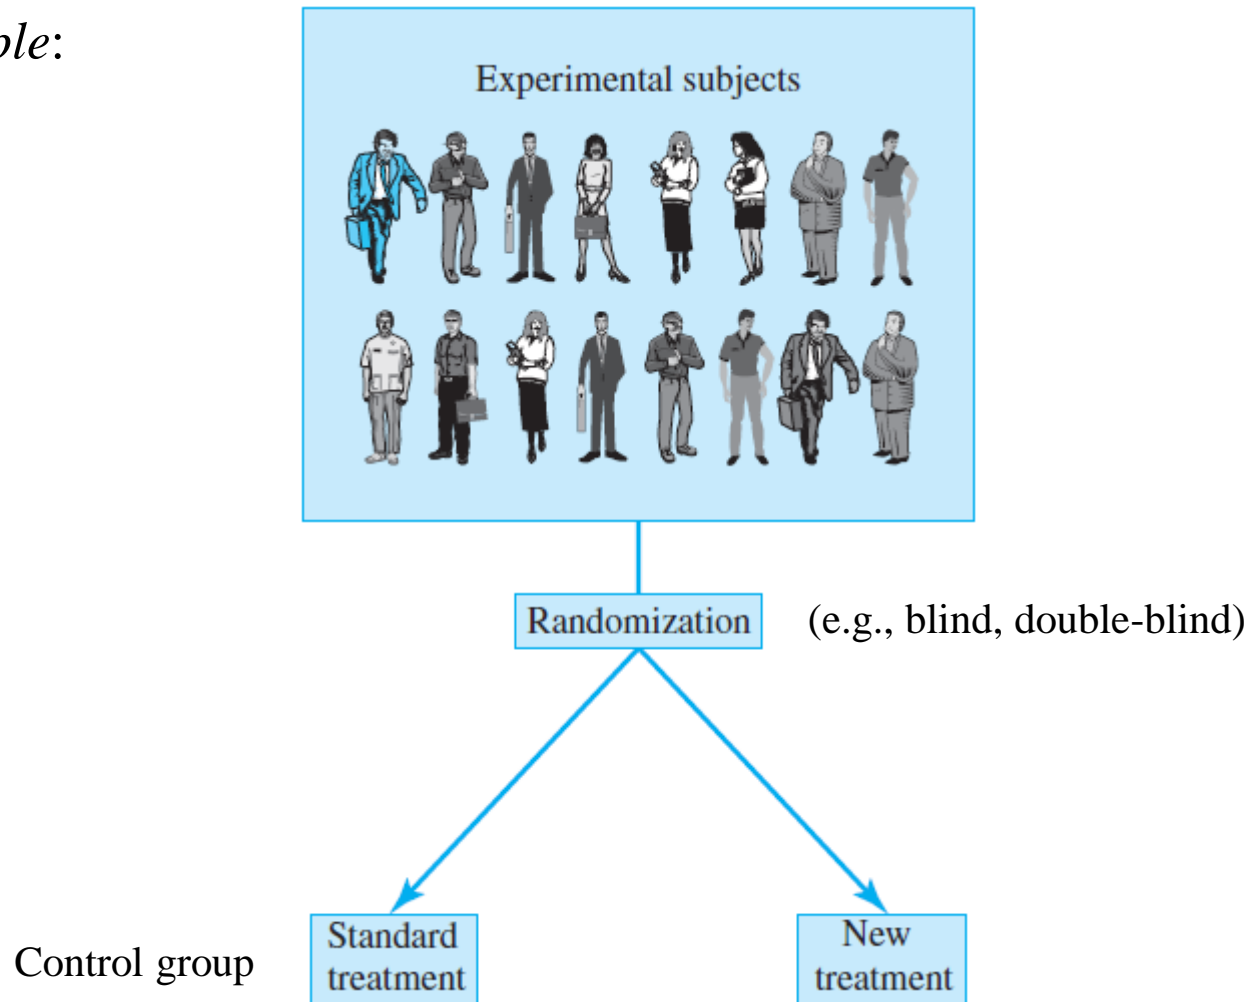 ple:
Experimental subjects
Randomization
(e.g., blind, double-blind)
Control group
Standard
treatment
New
treatment